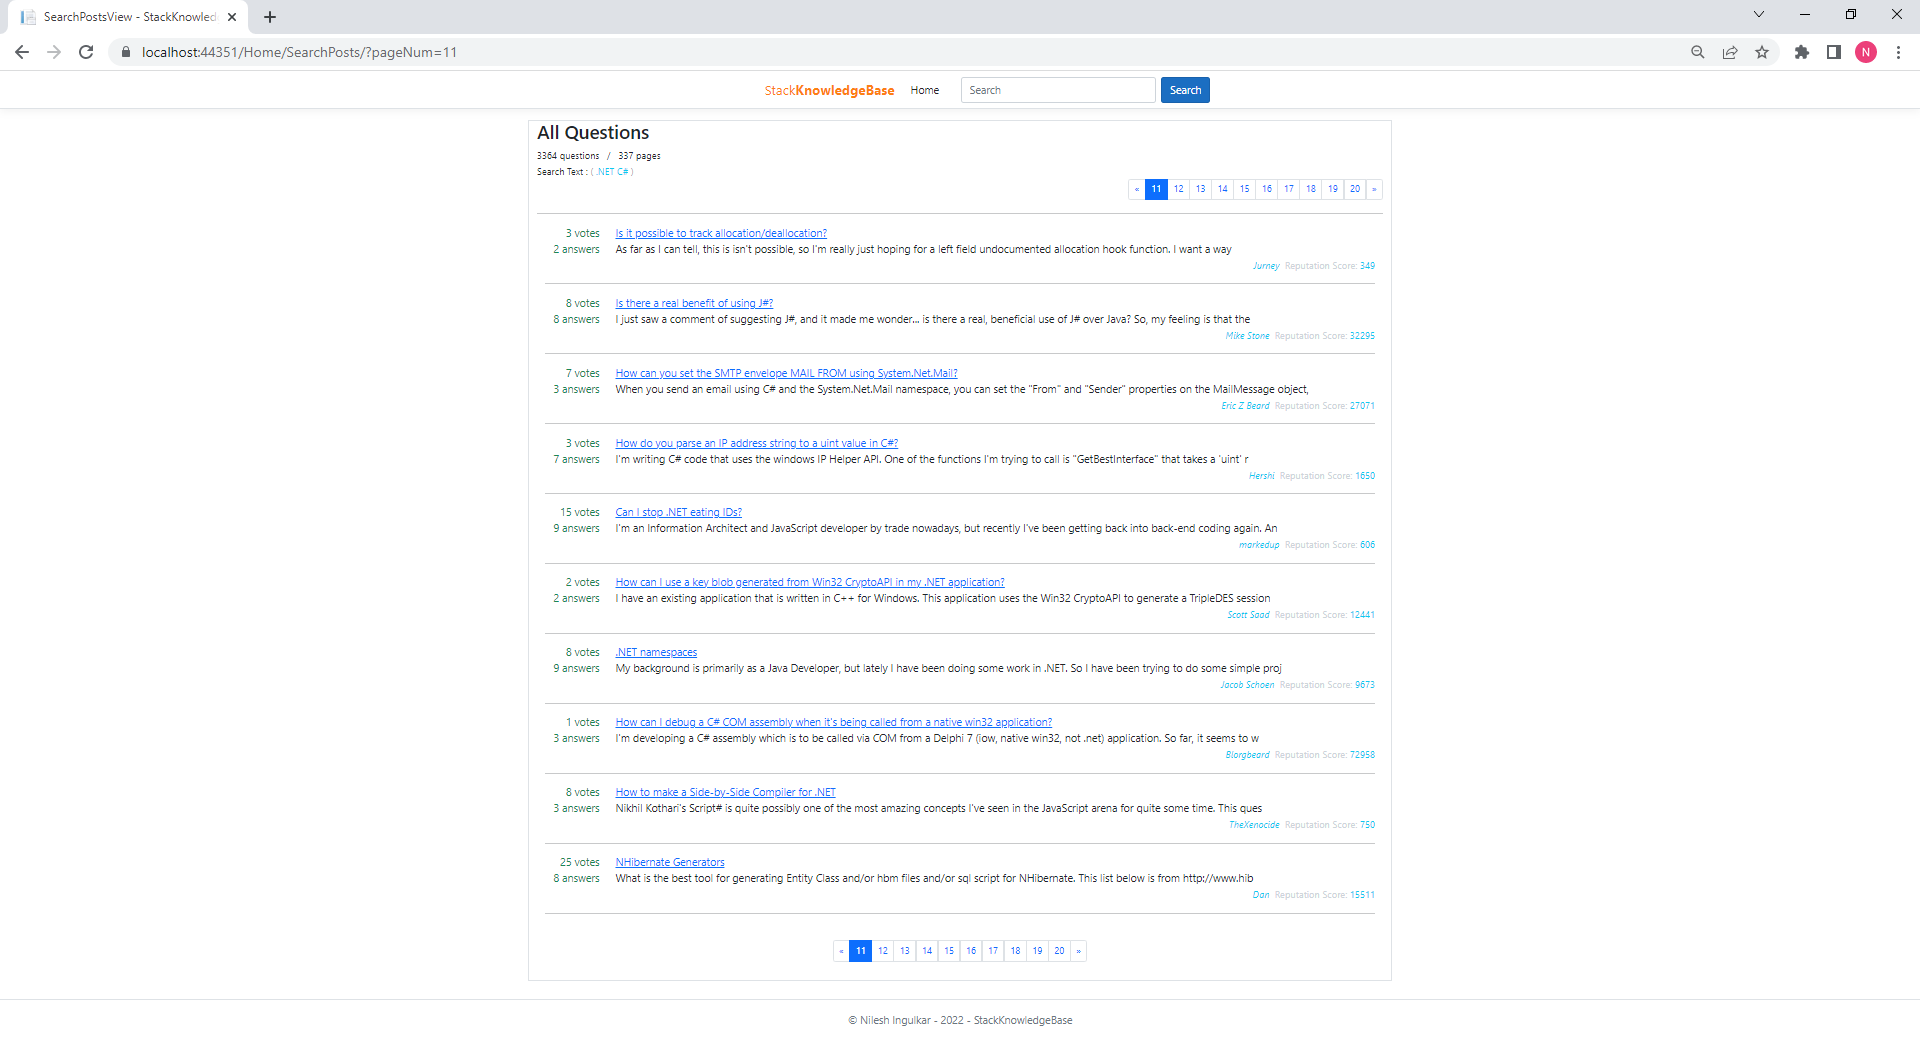 SearchPostsView - StackKnowled
localhost:44351/Home/SearchPosts/?pageNum=11
N
StackKnowledgeBase Home Search Search
All Questions
3364 questions / 337 pages
Search Text : ( .NET C# )
« 11 12 13 14 15 16 17 18 19 20 »
3 votes Is it possible to track allocation/deallocation?
2 answers As far as I can tell, this is isn't possible, so I'm really just hoping for a left field undocumented allocation hook function. I want a way
Jurney Reputation Score: 349
8 votes Is there a real benefit of using J#?
8 answers I just saw a comment of suggesting J#, and it made me wonder... is there a real, beneficial use of J# over Java? So, my feeling is that the
Mike Stone Reputation Score: 32295
7 votes How can you set the SMTP envelope MAIL FROM using System.Net.Mail?
3 answers When you send an email using C# and the System.Net.Mail namespace, you can set the "From" and "Sender" properties on the MailMessage object,
Eric Z Beard Reputation Score: 27071
3 votes How do you parse an IP address string to a uint value in C#?
7 answers I'm writing C# code that uses the windows IP Helper API. One of the functions I'm trying to call is "GetBestInterface" that takes a 'uint' r
Hershi Reputation Score: 1650
15 votes Can I stop .NET eating IDs?
9 answers I'm an Information Architect and JavaScript developer by trade nowadays, but recently I've been getting back into back-end coding again. An
markedup Reputation Score: 606
2 votes How can I use a key blob generated from Win32 CryptoAPI in my .NET application?
2 answers I have an existing application that is written in C++ for Windows. This application uses the Win32 CryptoAPI to generate a TripleDES session
Scott Saad Reputation Score: 12441
8 votes .NET namespaces
9 answers My background is primarily as a Java Developer, but lately I have been doing some work in .NET. So I have been trying to do some simple proj
Jacob Schoen Reputation Score: 9673
1 votes How can I debug a C# COM assembly when it's being called from a native win32 application?
3 answers I'm developing a C# assembly which is to be called via COM from a Delphi 7 (iow, native win32, not .net) application. So far, it seems to w
Blorgbeard Reputation Score: 72958
8 votes How to make a Side-by-Side Compiler for .NET
3 answers Nikhil Kothari's Script# is quite possibly one of the most amazing concepts I've seen in the JavaScript arena for quite some time. This ques
TheXenocide Reputation Score: 750
25 votes NHibernate Generators
8 answers What is the best tool for generating Entity Class and/or hbm files and/or sql script for NHibernate. This list below is from http://www.hib
Dan Reputation Score: 15511
« 11 12 13 14 15 16 17 18 19 20 »
© Nilesh Ingulkar - 2022 - StackKnowledgeBase